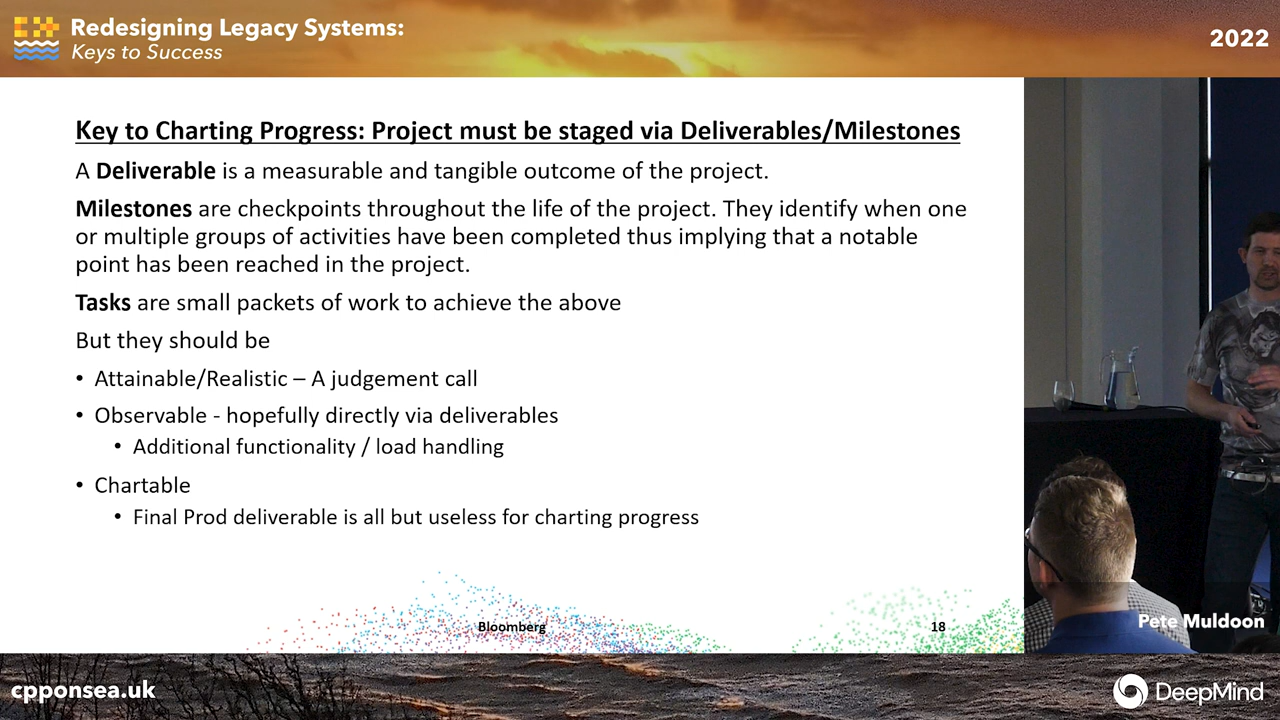 Redesigning Legacy Systems:
Keys to Success
2022
Key to Charting Progress: Project must be staged via Deliverables/Milestones
A Deliverable is a measurable and tangible outcome of the project.
Milestones are checkpoints throughout the life of the project. They identify when one
or multiple groups of activities have been completed thus implying that a notable
point has been reached in the project.
Tasks are small packets of work to achieve the above
But they should be
• Attainable/Realistic – A judgement call
• Observable - hopefully directly via deliverables
• Additional functionality / load handling
• Chartable
• Final Prod deliverable is all but useless for charting progress
Bloomberg
18
Pete Muldoon
cpponsea.uk
DeepMind